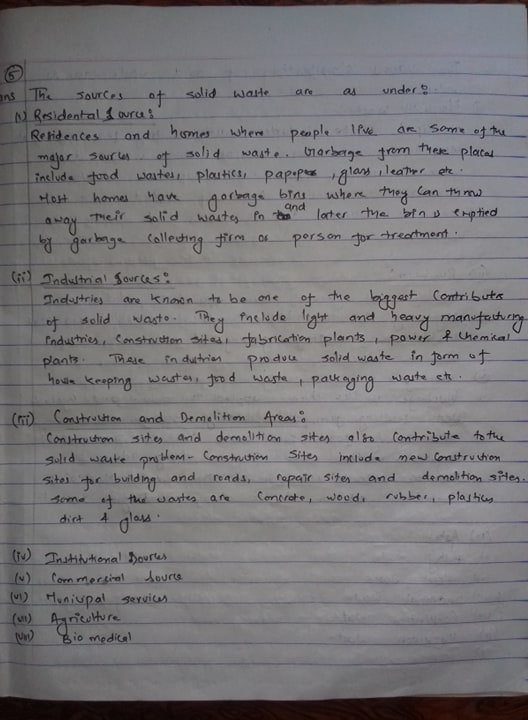 (5)
ans The sources of solid waste are as under:
(i) Residental Source:
Residences and homes where people live are some of the
major sources of solid waste. Garbage from these places
include food wastes, plastics, paper, glass, leather etc.
Most homes have garbage bins where they can throw
away their solid wastes in and later the bin is emptied
by garbage collecting firm or person for treatment.
(ii) Industrial Sources:
Industries are known to be one of the biggest contributers
of solid waste. They include light and heavy manufacturing
industries, construction sites, fabrication plants, power & chemical
plants. These industries produce solid waste in form of
house keeping wastes, food waste, packaging waste etc.
(iii) Construction and Demolition Areas:
Construction sites and demolition sites also contribute to the
solid waste problem - Construction sites include new construction
sites for building and roads, repair sites and demolition sites.
Some of the wastes are concrete, wood, rubber, plastics
dirt & glass.
(iv) Institutional Sources
(v) Commercial Source
(vi) Municipal services
(vii) Agriculture
(viii) Bio medical